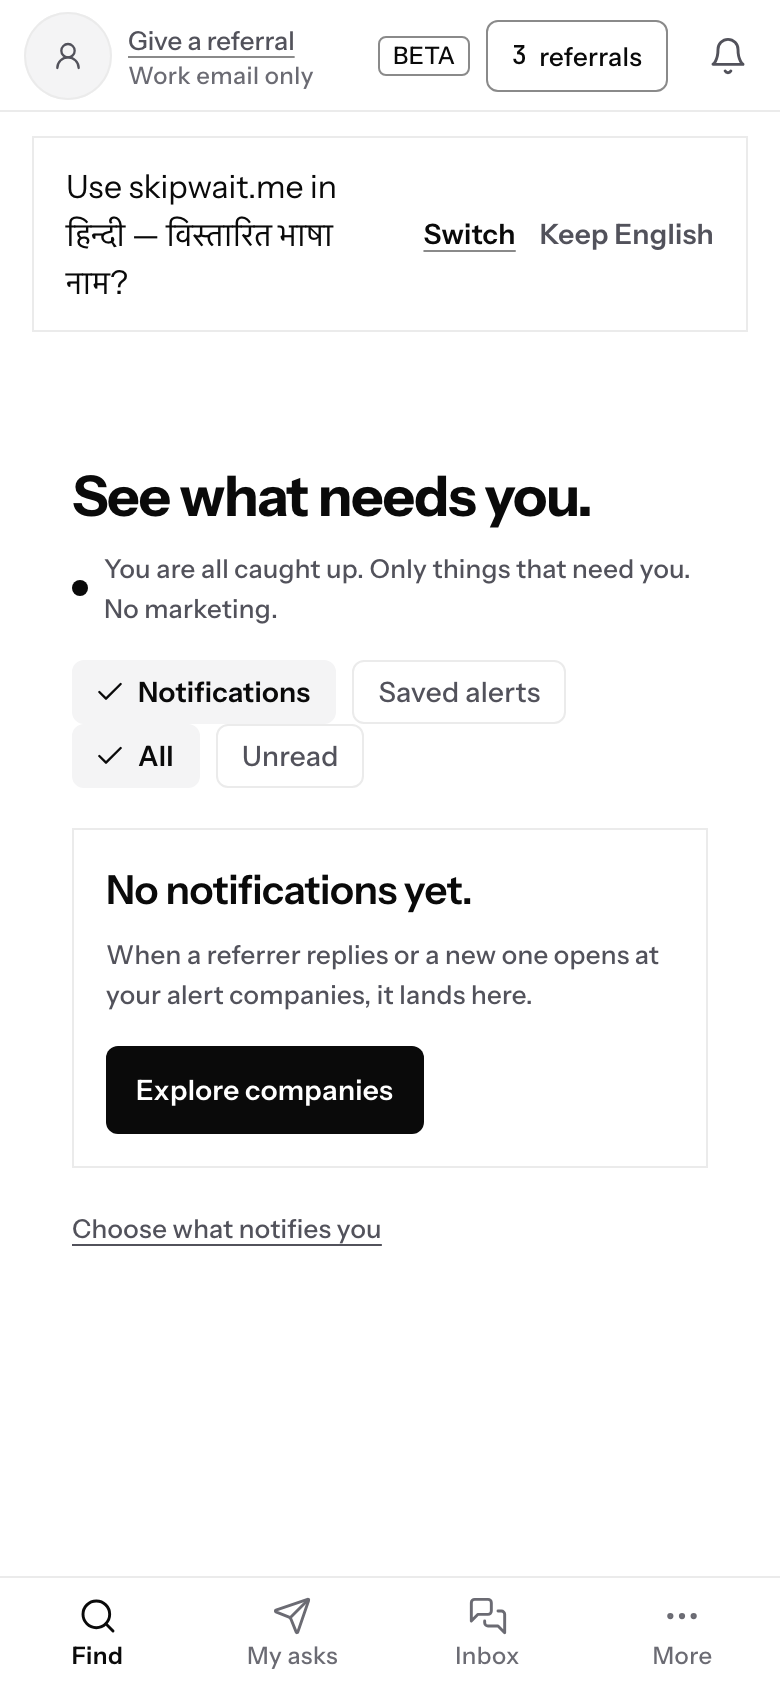 Give a referral
Work email only
BETA
3 referrals
Use skipwait.me in
हिन्दी — विस्तारित भाषा
नाम?
Switch
Keep English
See what needs you.
You are all caught up. Only things that need you.
No marketing.
Notifications
Saved alerts
All
Unread
No notifications yet.
When a referrer replies or a new one opens at
your alert companies, it lands here.
Explore companies
Choose what notifies you
Find
My asks
Inbox
More